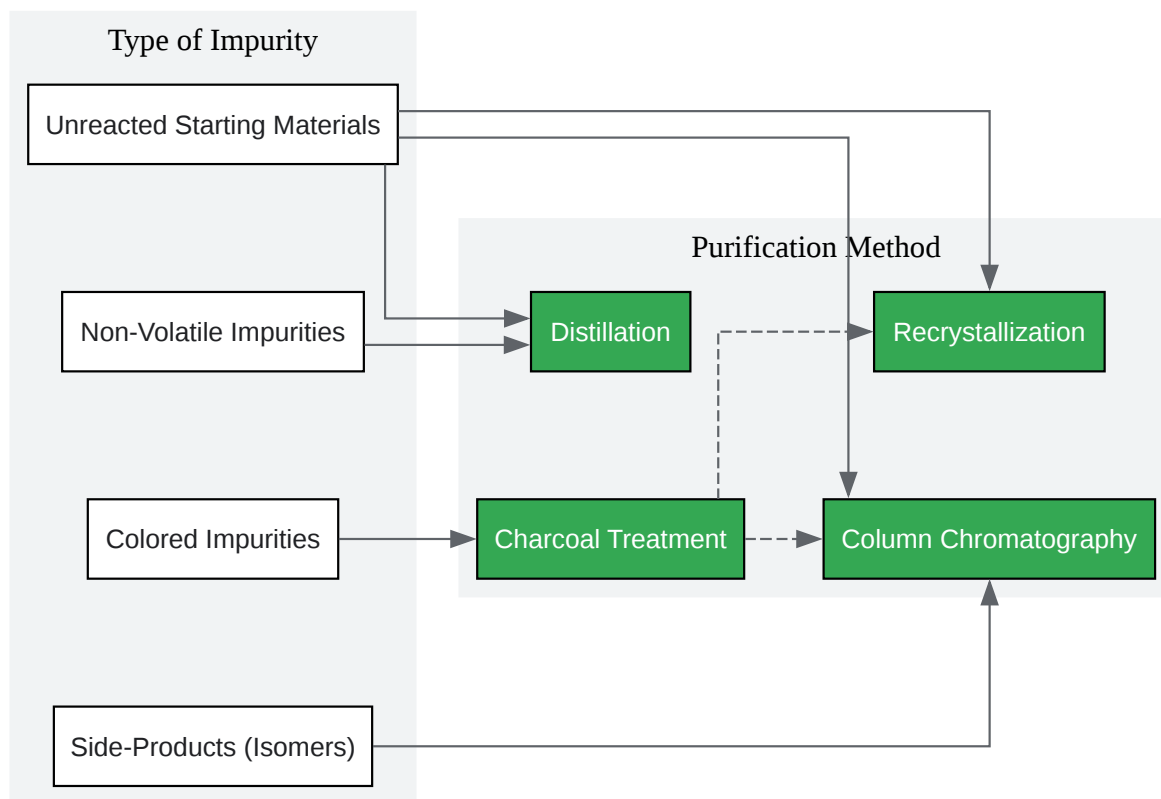 Type of Impurity
Unreacted Starting Materials
Purification Method
Non-Volatile Impurities
Distillation
Recrystallization
Colored Impurities
Charcoal Treatment
Column Chromatography
Side-Products (Isomers)